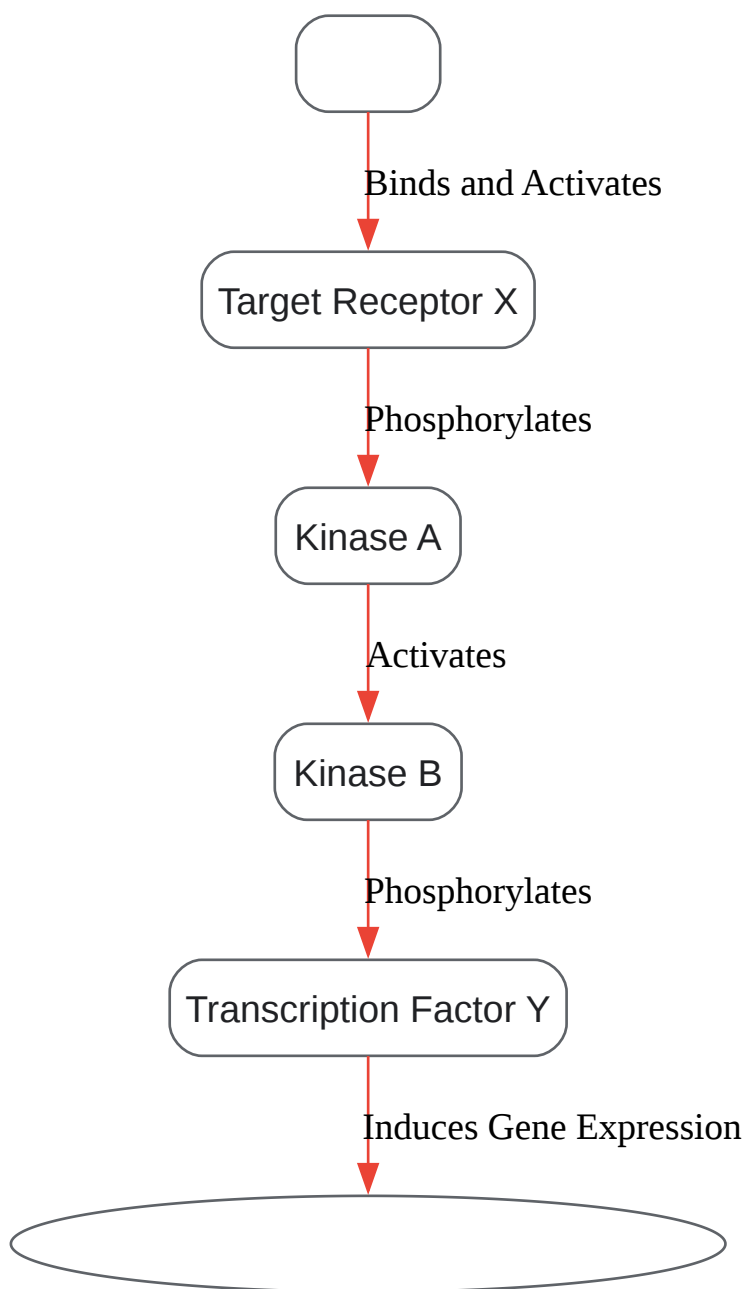 Binds and Activates
Target Receptor X
Phosphorylates
Kinase A
Activates
Kinase B
Phosphorylates
Transcription Factor Y
Induces Gene Expression